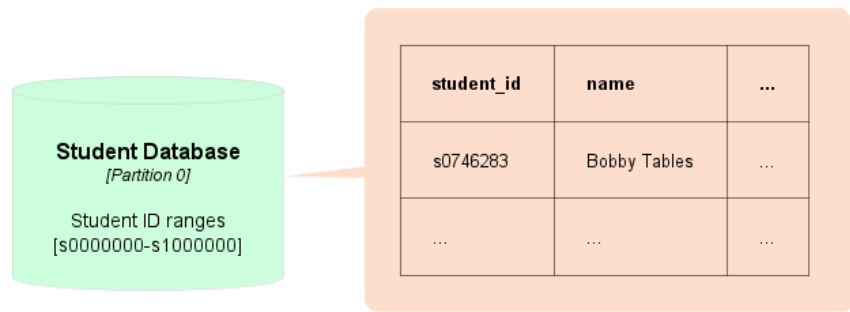 Student Database
[Partition 0]
Student ID ranges
[s0000000-s1000000]
student_id name ...
s0746283 Bobby Tables ...
... ... ...